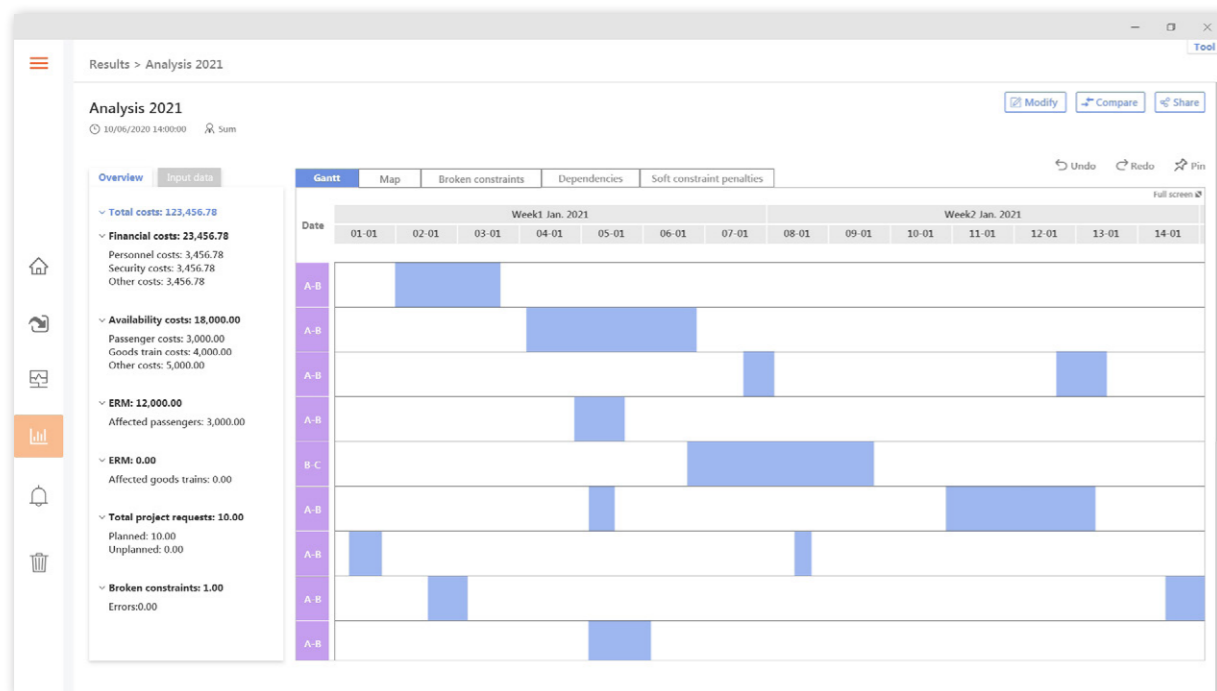 Tool
Results > Analysis 2021
Analysis 2021
Modify
Compare
Share
10/06/2020 14:00:00
Sum
Undo
Redo
Pin
Overview
Input data
Total costs: 123,456.78
Financial costs: 23,456.78
Personnel costs: 3,456.78
Security costs: 3,456.78
Other costs: 3,456.78
Availability costs: 18,000.00
Passenger costs: 3,000.00
Goods train costs: 4,000.00
Other costs: 5,000.00
ERM: 12,000.00
Affected passengers: 3,000.00
ERM: 0.00
Affected goods trains: 0.00
Total project requests: 10.00
Planned: 10.00
Unplanned: 0.00
Broken constraints: 1.00
Errors:0.00
Gantt
Map
Broken constraints
Dependencies
Soft constraint penalties
Full screen
Date
Week1 Jan. 2021
Week2 Jan. 2021
01-01 02-01 03-01 04-01 05-01 06-01 07-01 08-01 09-01 10-01 11-01 12-01 13-01 14-01
A-B
A-B
A-B
A-B
B-C
A-B
A-B
A-B
A-B